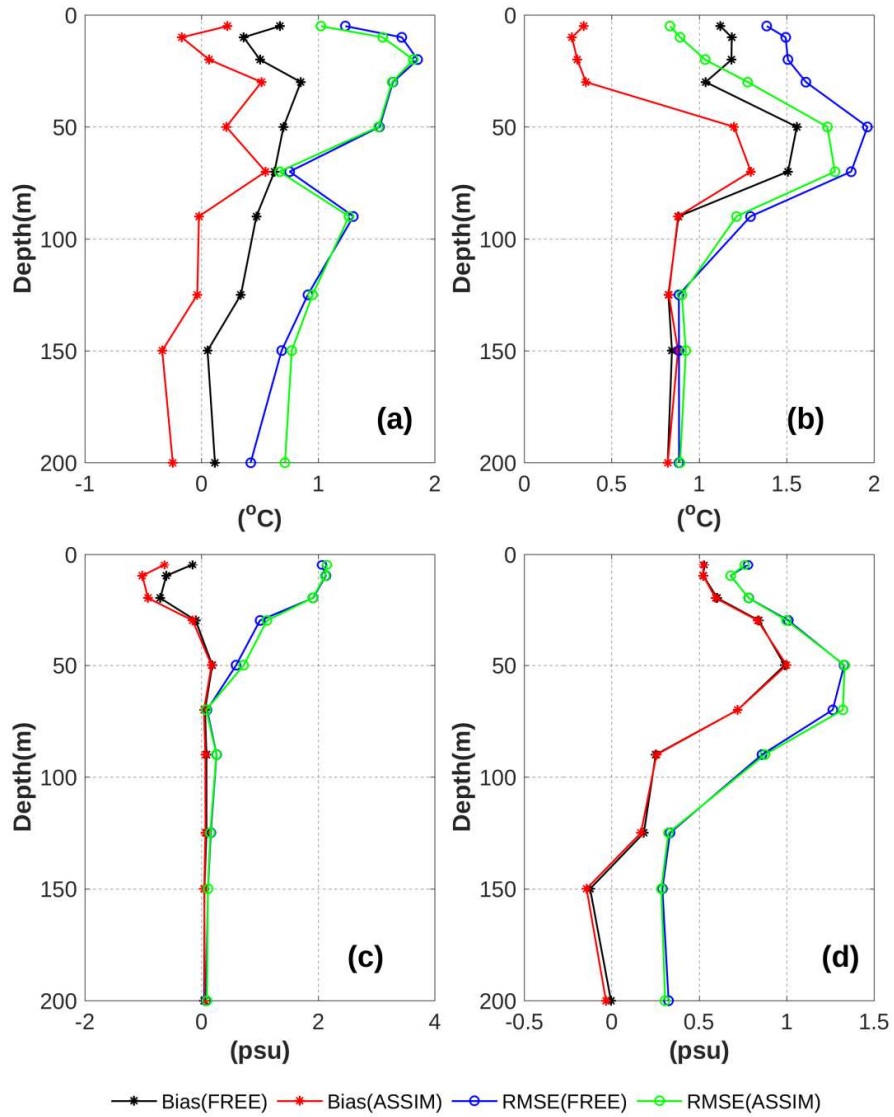 0
50
100
150
200
Depth(m)
-1
0
1
2
(°C)
(a)
0
50
100
150
200
Depth(m)
0
0.5
1
1.5
2
(°C)
(b)
0
50
100
150
200
Depth(m)
-2
0
2
4
(psu)
(c)
0
50
100
150
200
Depth(m)
-0.5
0
0.5
1
1.5
(psu)
(d)
Bias(FREE) Bias(ASSIM) RMSE(FREE) RMSE(ASSIM)